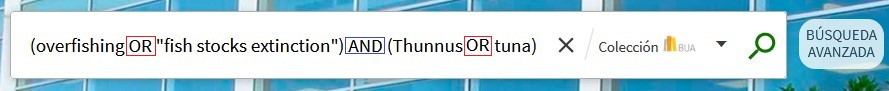 (overfishing OR "fish stocks extinction") AND (Thunnus OR tuna) Colección BUA
BÚSQUEDA
AVANZADA